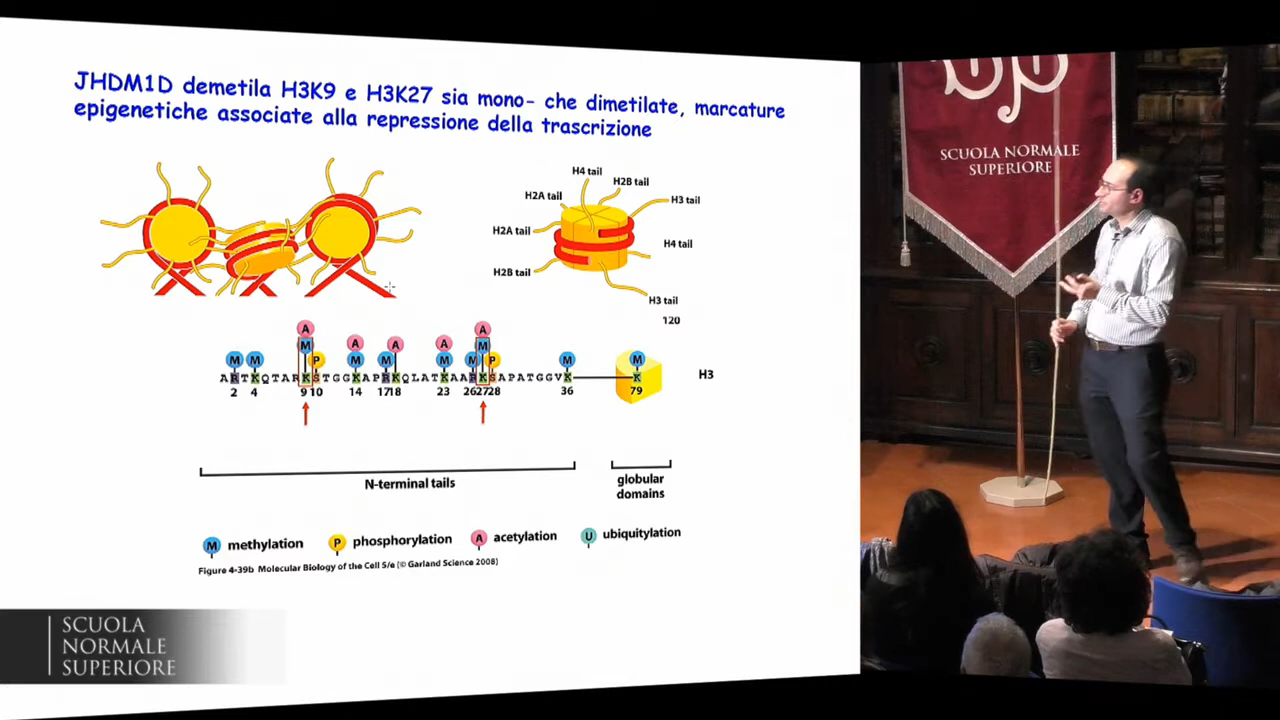 JHDM1D demetila H3K9 e H3K27 sia mono- che dimetilate, marcature
epigenetiche associate alla repressione della trascrizione
H4 tail
H2A tail
H2B tail
H3 tail
H2A tail
H4 tail
H2B tail
H3 tail
120
A A
A A A
M M
M M P M M M M P M M
A R T K Q T A R K S T G G K A P R K Q L A T K A A R K S A P A T G G V K K H3
2 4 9 10 14 17 18 23 26 27 28 36 79
N-terminal tails
globular
domains
M methylation P phosphorylation A acetylation U ubiquitylation
Figure 4-39b Molecular Biology of the Cell 5/e (© Garland Science 2008)
SCUOLA
NORMALE
SUPERIORE
SCUOLA NORMALE
SUPERIORE